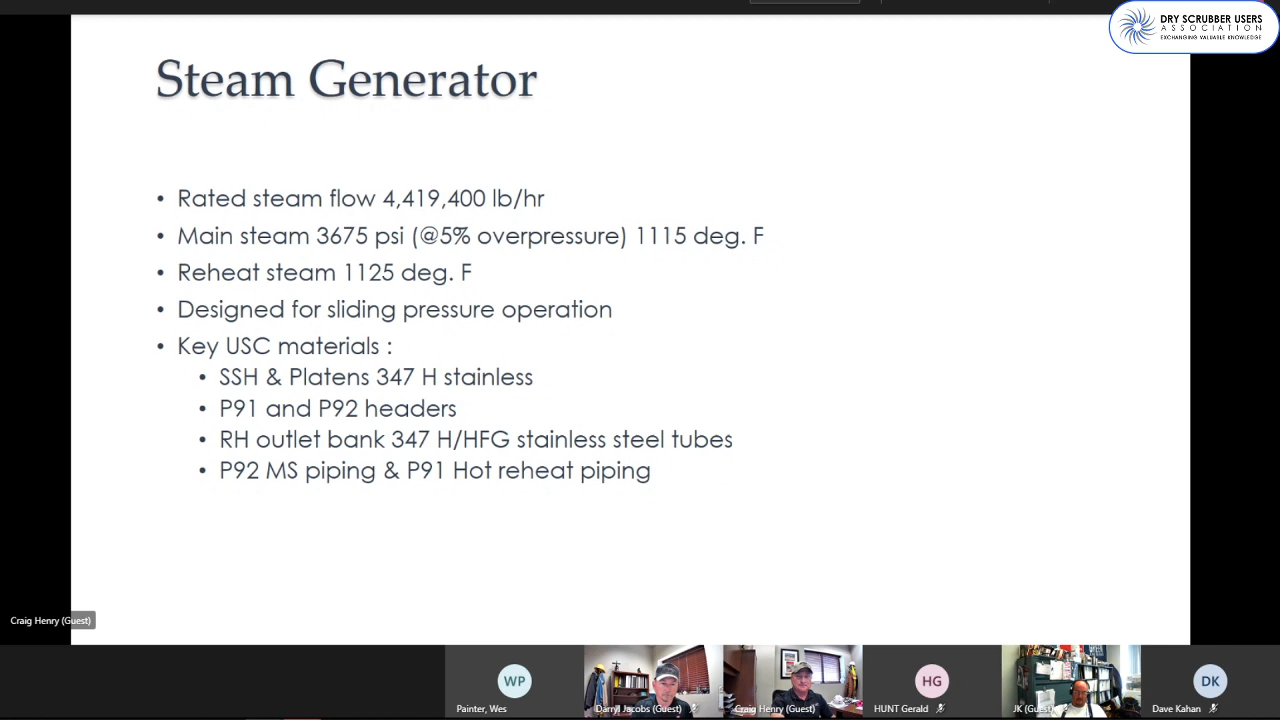 DRY SCRUBBER USERS
ASSOCIATION
EXCHANGING VALUABLE KNOWLEDGE
Steam Generator
• Rated steam flow 4,419,400 lb/hr
• Main steam 3675 psi (@5% overpressure) 1115 deg. F
• Reheat steam 1125 deg. F
• Designed for sliding pressure operation
• Key USC materials :
• SSH & Platens 347 H stainless
• P91 and P92 headers
• RH outlet bank 347 H/HFG stainless steel tubes
• P92 MS piping & P91 Hot reheat piping
Craig Henry (Guest)
WP
HG
DK
Painter, Wes
Darryl Jacobs (Guest)
Craig Henry (Guest)
HUNT Gerald
JK (Guest)
Dave Kahan